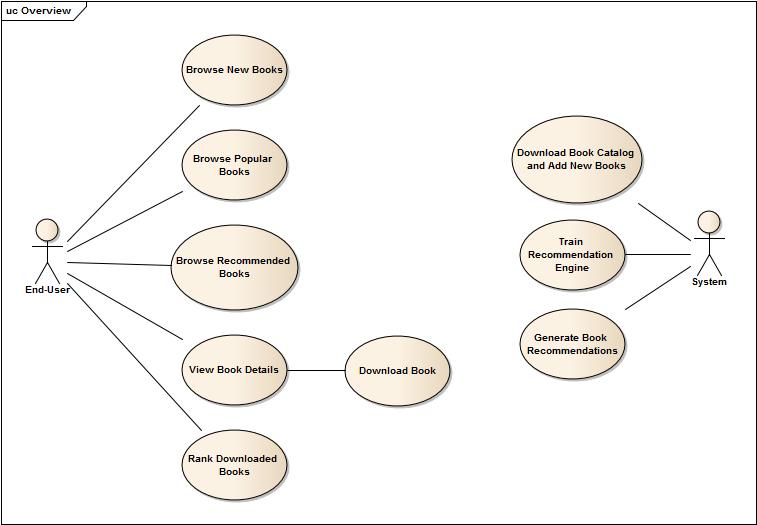 uc Overview
Browse New Books
Browse Popular
Books
Browse Recommended
Books
View Book Details
Download Book
Rank Downloaded
Books
End-User
Download Book Catalog
and Add New Books
Train
Recommendation
Engine
Generate Book
Recommendations
System